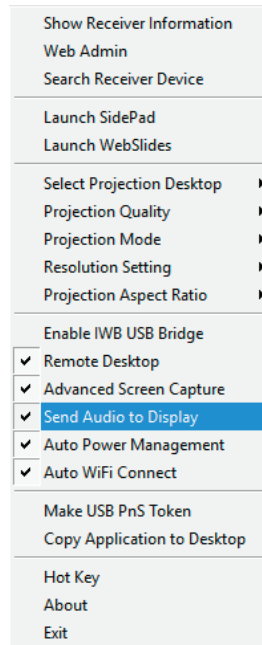 Show Receiver Information
Web Admin
Search Receiver Device
Launch SidePad
Launch WebSlides
Select Projection Desktop
Projection Quality
Projection Mode
Resolution Setting
Projection Aspect Ratio
Enable IWB USB Bridge
Remote Desktop
Advanced Screen Capture
Send Audio to Display
Auto Power Management
Auto WiFi Connect
Make USB PnS Token
Copy Application to Desktop
Hot Key
About
Exit